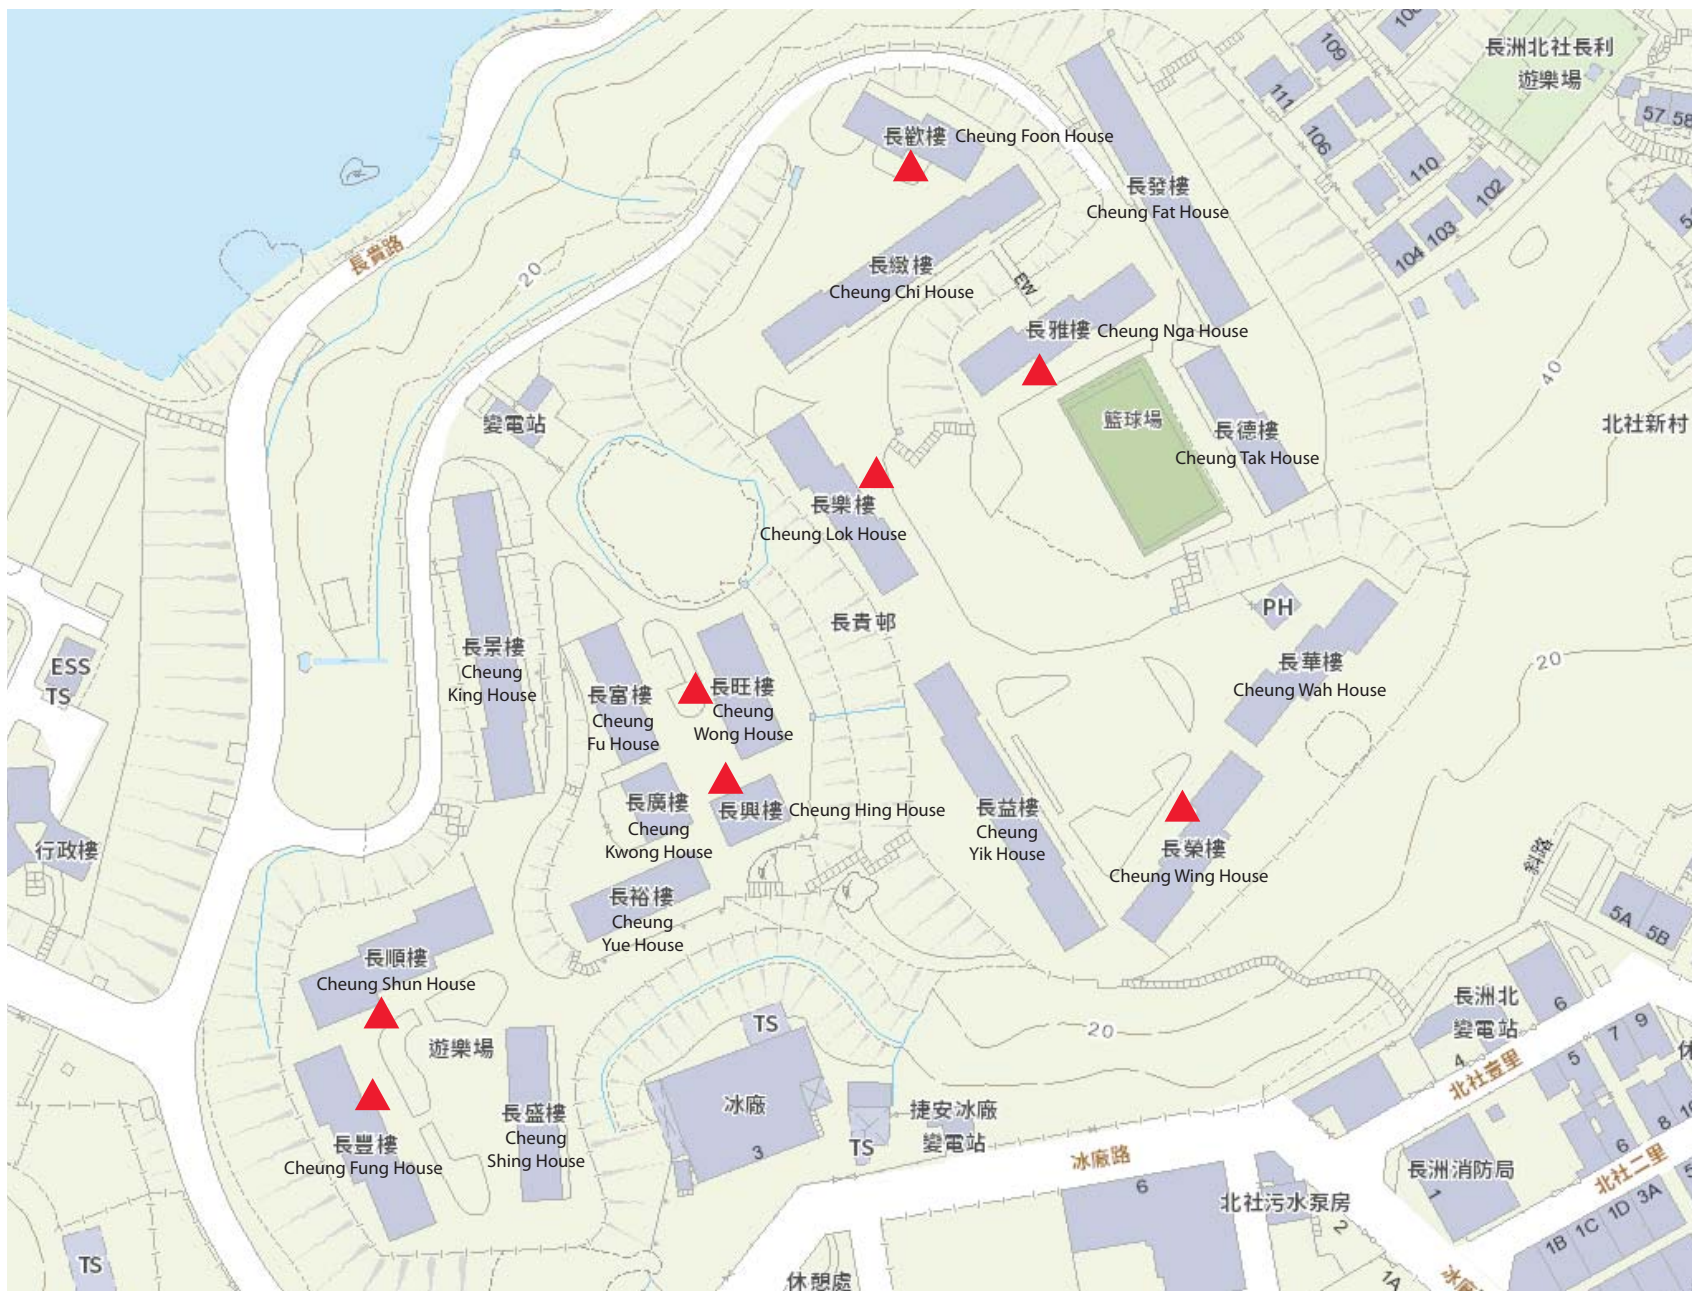 108
109
長洲北社長利
遊樂場
111
57 58
106
110
長歡樓 Cheung Foon House
102
長發樓
Cheung Fat House
103
104
長貴路
20
長緻樓
Cheung Chi House
EW
長雅樓 Cheung Nga House
40
籃球場
北社新村
變電站
長德樓
Cheung Tak House
長樂樓
Cheung Lok House
PH
長貴邨
ESS
TS
長景樓
Cheung
King House
長富樓
Cheung
Fu House
長旺樓
Cheung
Wong House
長華樓
Cheung Wah House
20
長廣樓
Cheung
Kwong House
長興樓 Cheung Hing House
長益樓
Cheung
Yik House
長榮樓
Cheung Wing House
行政樓
斜路
長裕樓
Cheung
Yue House
5A
5B
長順樓
Cheung Shun House
長洲北
變電站
6
TS
20
遊樂場
7
9
4
5
北社壹里
冰廠
3
捷安冰廠
變電站
TS
長盛樓
Cheung
Shing House
長豐樓
Cheung Fung House
冰廠路
8
6
6
長洲消防局
1
北社二里
北社污水泵房
2
3A
1D
1C
1B
TS
休憩處
1A